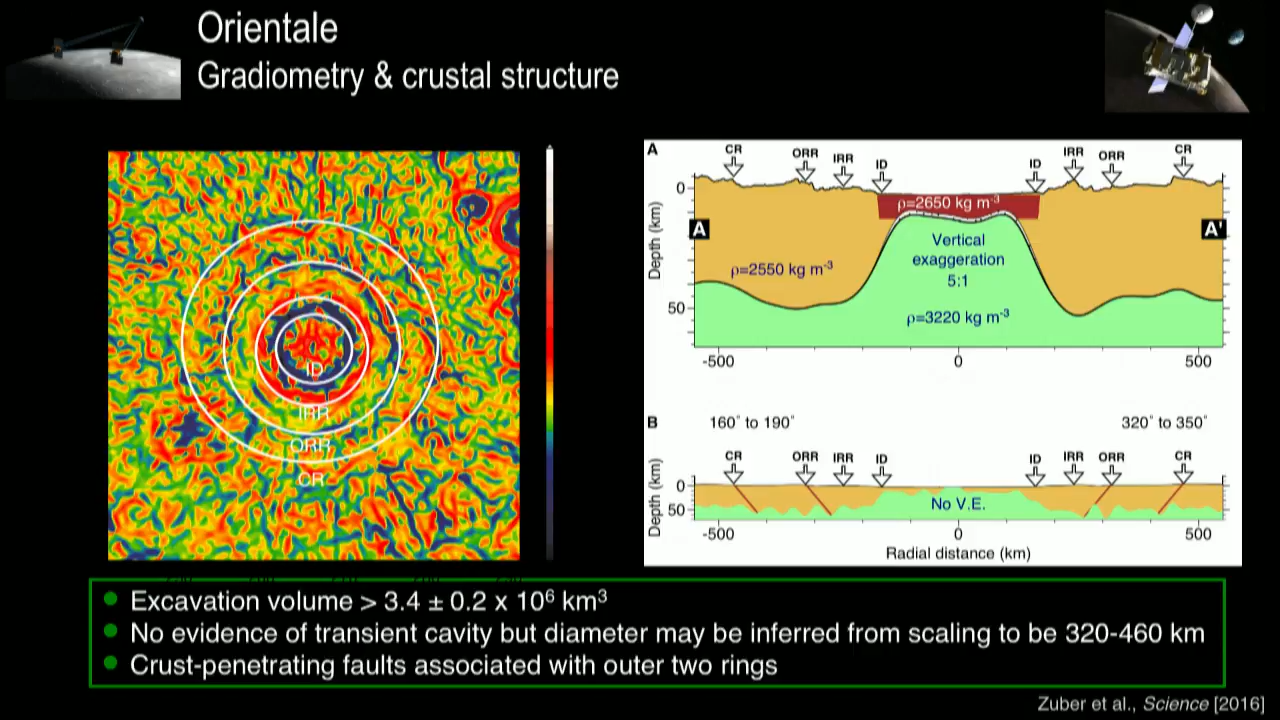 Orientale
Gradiometry & crustal structure
ID
IRR
ORR
CR
A
CR
ORR
IRR
ID
ID
IRR
ORR
CR
0
50
Depth (km)
A
A'
ρ=2650 kg m⁻³
Vertical
exaggeration
5:1
ρ=2550 kg m⁻³
ρ=3220 kg m⁻³
-500
0
500
B
160° to 190°
320° to 350°
CR
ORR
IRR
ID
ID
IRR
ORR
CR
0
50
Depth (km)
No V.E.
-500
0
500
Radial distance (km)
Excavation volume > 3.4 ± 0.2 x 10⁶ km³
No evidence of transient cavity but diameter may be inferred from scaling to be 320-460 km
Crust-penetrating faults associated with outer two rings
Zuber et al., Science [2016]